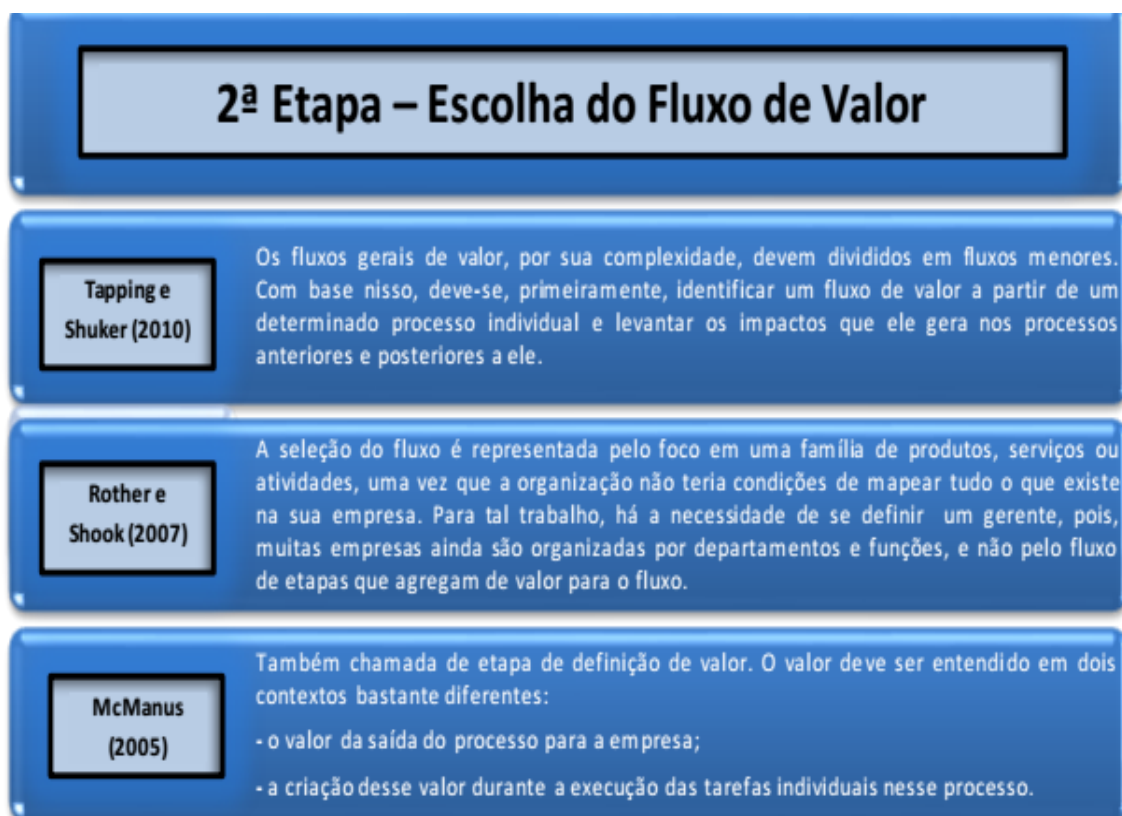 2ª Etapa – Escolha do Fluxo de Valor
Tapping e
Shuker (2010)
Os fluxos gerais de valor, por sua complexidade, devem divididos em fluxos menores.
Com base nisso, deve-se, primeiramente, identificar um fluxo de valor a partir de um
determinado processo individual e levantar os impactos que ele gera nos processos
anteriores e posteriores a ele.
Rother e
Shook (2007)
A seleção do fluxo é representada pelo foco em uma família de produtos, serviços ou
atividades, uma vez que a organização não teria condições de mapear tudo o que existe
na sua empresa. Para tal trabalho, há a necessidade de se definir um gerente, pois,
muitas empresas ainda são organizadas por departamentos e funções, e não pelo fluxo
de etapas que agregam de valor para o fluxo.
McManus
(2005)
Também chamada de etapa de definição de valor. O valor deve ser entendido em dois
contextos bastante diferentes:
- o valor da saída do processo para a empresa;
- a criação desse valor durante a execução das tarefas individuais nesse processo.